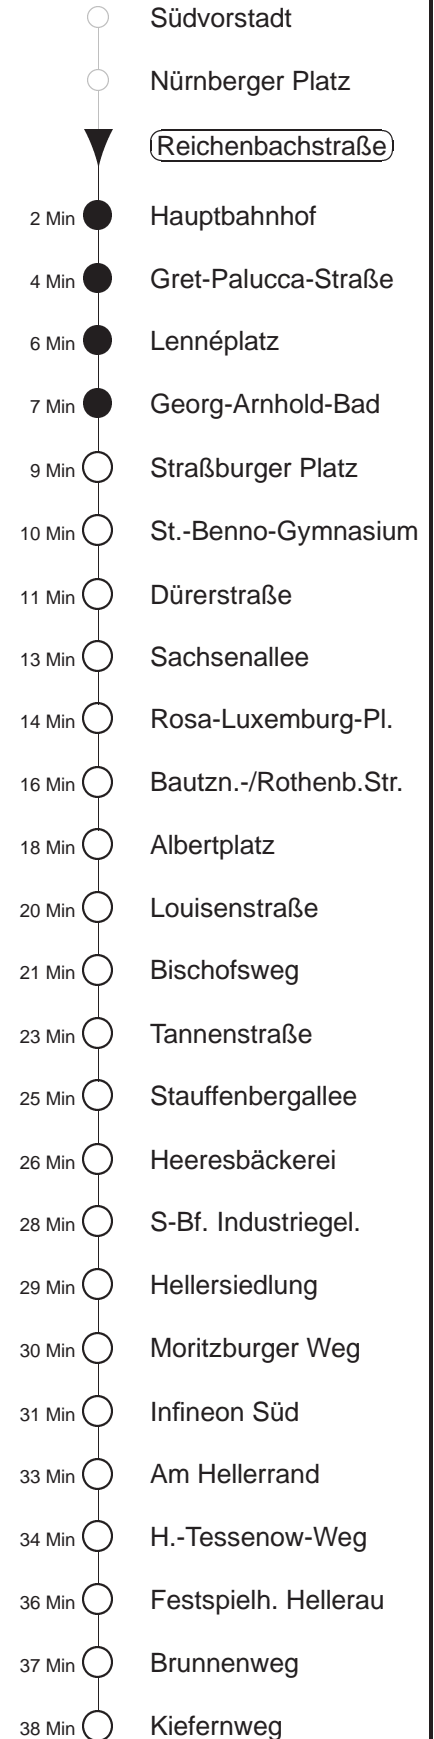 Südvorstadt
Nürnberger Platz
Reichenbachstraße
2 Min Hauptbahnhof
4 Min Gret-Palucca-Straße
6 Min Lennéplatz
7 Min Georg-Arnhold-Bad
9 Min Straßburger Platz
10 Min St.-Benno-Gymnasium
11 Min Dürerstraße
13 Min Sachsenallee
14 Min Rosa-Luxemburg-Pl.
16 Min Bautzn.-/Rothenb.Str.
18 Min Albertplatz
20 Min Louisenstraße
21 Min Bischofsweg
23 Min Tannenstraße
25 Min Stauffenbergallee
26 Min Heeresbäckerei
28 Min S-Bf. Industriegel.
29 Min Hellersiedlung
30 Min Moritzburger Weg
31 Min Infineon Süd
33 Min Am Hellerrand
34 Min H.-Tessenow-Weg
36 Min Festspielh. Hellerau
37 Min Brunnenweg
38 Min Kiefernweg